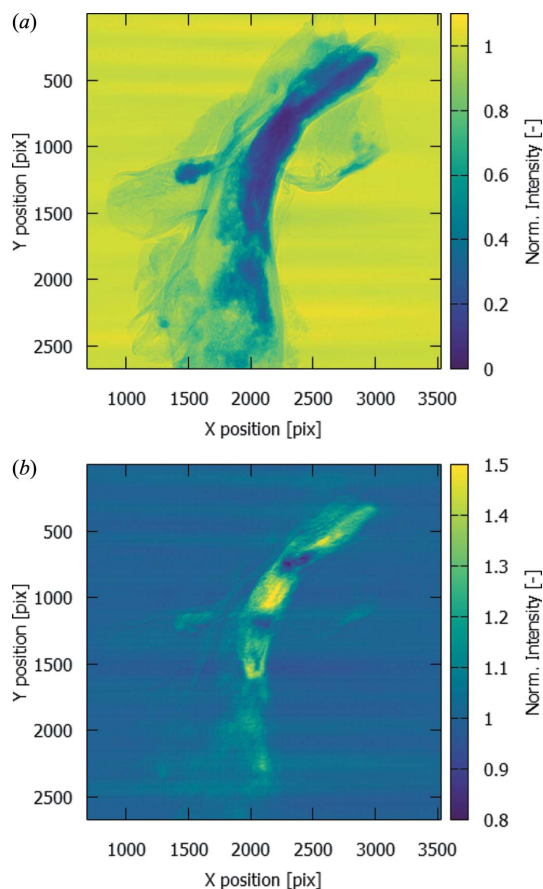 (a)
500
1000
1500
2000
2500
Y position [pix]
1000 1500 2000 2500 3000 3500
X position [pix]
1
0.8
0.6
0.4
0.2
0
Norm. Intensity [-]
(b)
500
1000
1500
2000
2500
Y position [pix]
1000 1500 2000 2500 3000 3500
X position [pix]
1.5
1.4
1.3
1.2
1.1
1
0.9
0.8
Norm. Intensity [-]